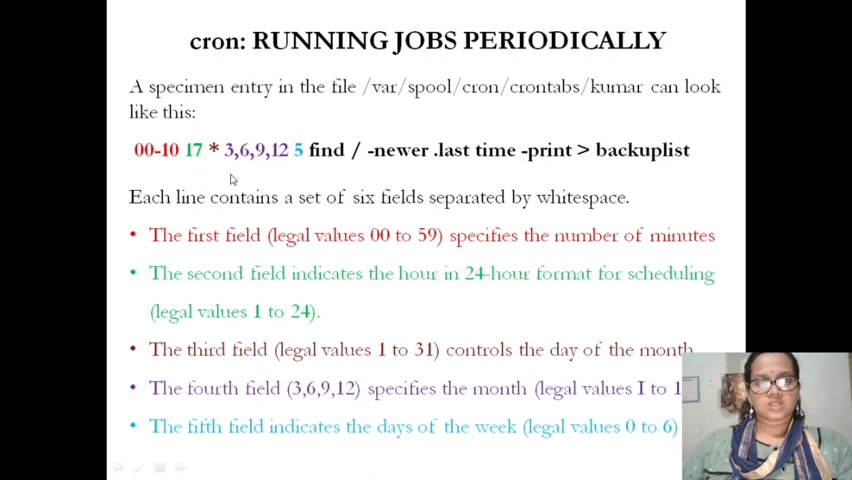 cron: RUNNING JOBS PERIODICALLY
A specimen entry in the file /var/spool/cron/crontabs/kumar can look
like this:
00-10 17 * 3,6,9,12 5 find / -newer .last time -print > backuplist
Each line contains a set of six fields separated by whitespace.
• The first field (legal values 00 to 59) specifies the number of minutes
• The second field indicates the hour in 24-hour format for scheduling
(legal values 1 to 24).
• The third field (legal values 1 to 31) controls the day of the month
• The fourth field (3,6,9,12) specifies the month (legal values I to
• The fifth field indicates the days of the week (legal values 0 to 6)